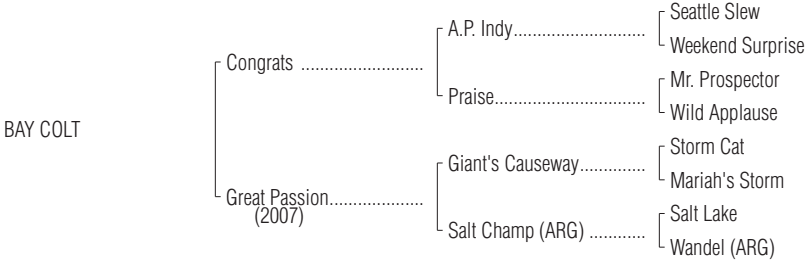 Seattle Slew
A.P. Indy............................
Weekend Surprise
Congrats ..........................
Mr. Prospector
Praise................................
Wild Applause
BAY COLT
Storm Cat
Giant's Causeway..............
Mariah's Storm
Great Passion....................
(2007)
Salt Lake
Salt Champ (ARG) ............
Wandel (ARG)